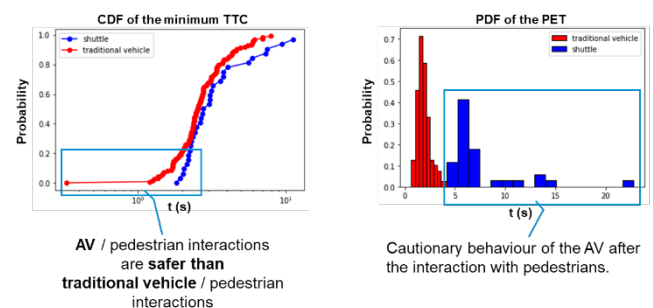 CDF of the minimum TTC
shuttle
traditional vehicle
Probability
1.0
0.8
0.6
0.4
0.2
0.0
10⁰
10¹
t (s)
AV / pedestrian interactions
are safer than
traditional vehicle / pedestrian
interactions
PDF of the PET
traditional vehicle
shuttle
Probability
0.7
0.6
0.5
0.4
0.3
0.2
0.1
0.0
0
5
10
15
20
t (s)
Cautionary behaviour of the AV after
the interaction with pedestrians.